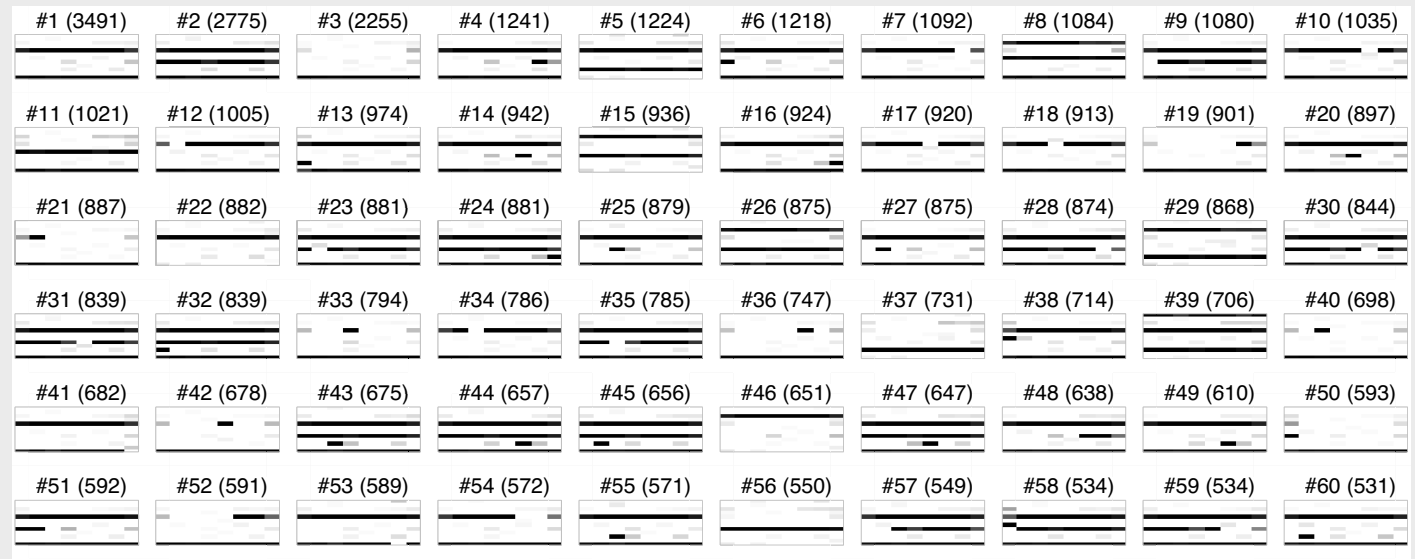 #1 (3491) #2 (2775) #3 (2255) #4 (1241) #5 (1224) #6 (1218) #7 (1092) #8 (1084) #9 (1080) #10 (1035)
#11 (1021) #12 (1005) #13 (974) #14 (942) #15 (936) #16 (924) #17 (920) #18 (913) #19 (901) #20 (897)
#21 (887) #22 (882) #23 (881) #24 (881) #25 (879) #26 (875) #27 (875) #28 (874) #29 (868) #30 (844)
#31 (839) #32 (839) #33 (794) #34 (786) #35 (785) #36 (747) #37 (731) #38 (714) #39 (706) #40 (698)
#41 (682) #42 (678) #43 (675) #44 (657) #45 (656) #46 (651) #47 (647) #48 (638) #49 (610) #50 (593)
#51 (592) #52 (591) #53 (589) #54 (572) #55 (571) #56 (550) #57 (549) #58 (534) #59 (534) #60 (531)